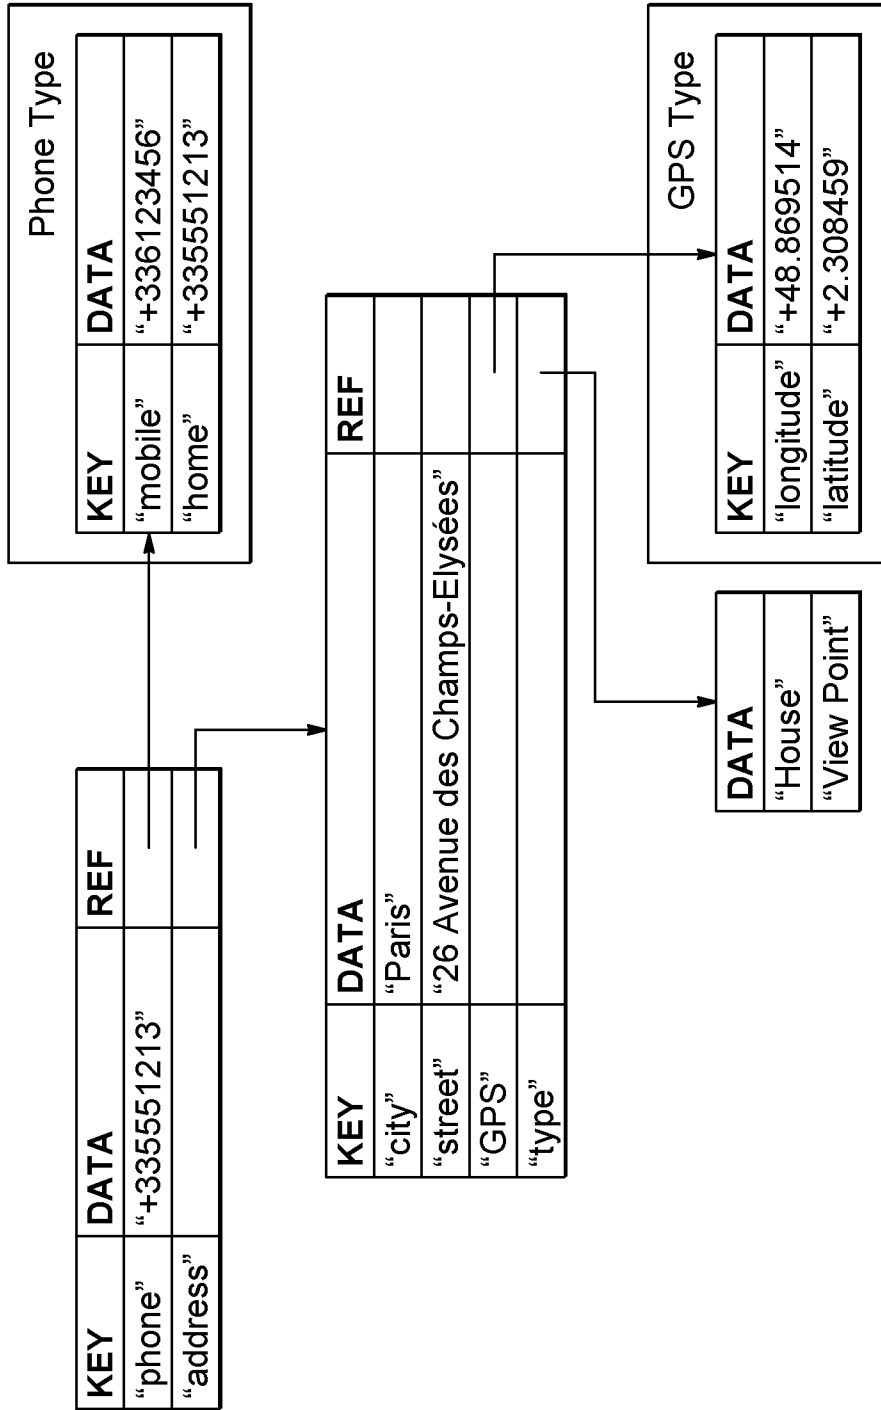 KEY DATA REF
“phone” “+335551213”
“address”
Phone Type
KEY DATA
“mobile” “+336123456”
“home” “+335551213”
KEY DATA REF
“city” “Paris”
“street” “26 Avenue des Champs-Elysées”
“GPS”
“type”
DATA
“House”
“View Point”
GPS Type
KEY DATA
“longitude” “+48.869514”
“latitude” “+2.308459”